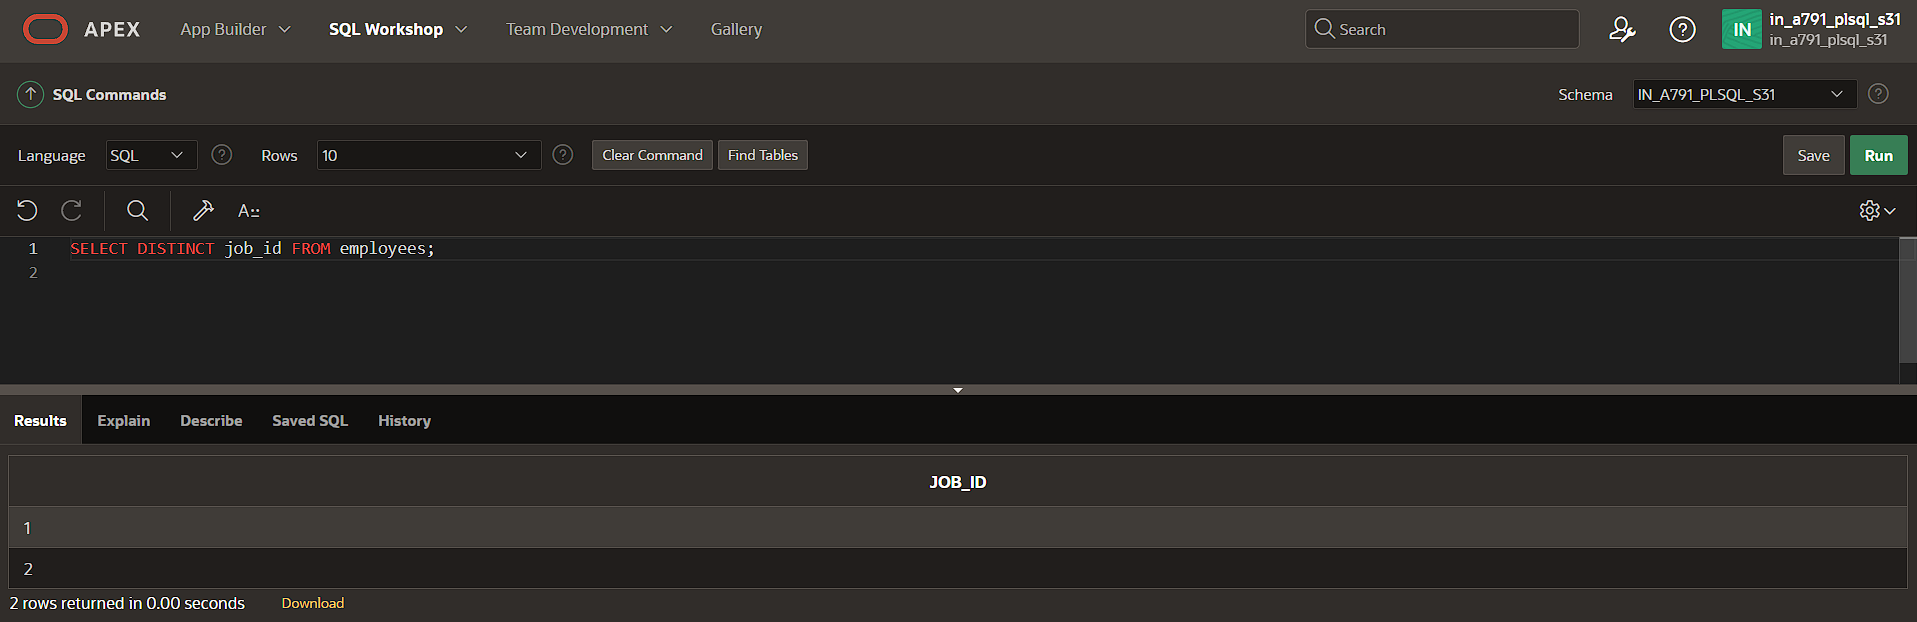 APEX App Builder SQL Workshop Team Development Gallery Search IN in_a791_plsql_s31
in_a791_plsql_s31
SQL Commands Schema IN_A791_PLSQL_S31
Language SQL Rows 10 Clear Command Find Tables Save Run
A::
1 SELECT DISTINCT job_id FROM employees;
2
Results Explain Describe Saved SQL History
JOB_ID
1
2
2 rows returned in 0.00 seconds Download